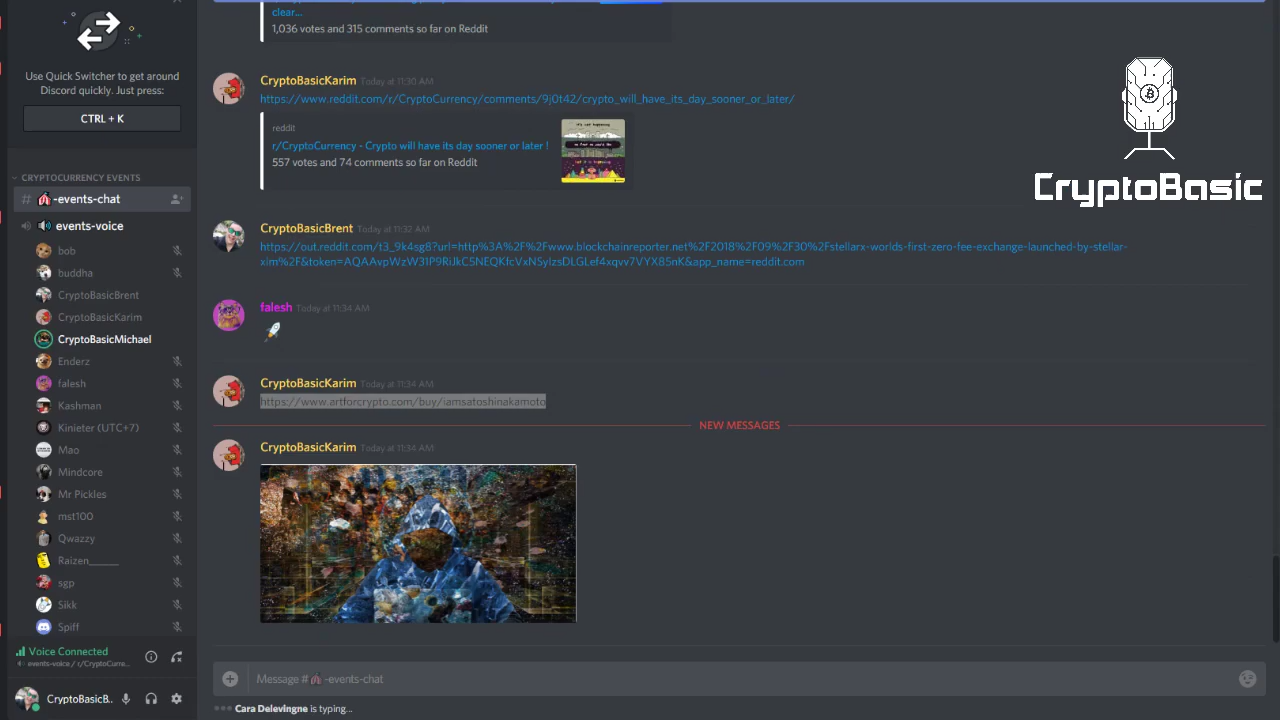 Use Quick Switcher to get around
Discord quickly. Just press:
CTRL + K
CRYPTOCURRENCY EVENTS
# -events-chat
events-voice
bob
buddha
CryptoBasicBrent
CryptoBasicKarim
CryptoBasicMichael
Enderz
falesh
Kashman
Kinieter (UTC+7)
Mao
Mindcore
Mr Pickles
mst100
Qwazzy
Raizen______
sgp
Sikk
Spiff
Voice Connected
events-voice / r/CryptoCurre...
CryptoBasicB...
clear...
1,036 votes and 315 comments so far on Reddit
CryptoBasicKarim Today at 11:30 AM
https://www.reddit.com/r/CryptoCurrency/comments/9j0t42/crypto_will_have_its_day_sooner_or_later/
reddit
r/CryptoCurrency - Crypto will have its day sooner or later !
557 votes and 74 comments so far on Reddit
CryptoBasicBrent Today at 11:32 AM
https://out.reddit.com/t3_9k4sg8?url=http%3A%2F%2Fwww.blockchainreporter.net%2F2018%2F09%2F30%2Fstellarx-worlds-first-zero-fee-exchange-launched-by-stellar-
xim%2F&token=AQAAvpWzW3IP9RiJkC5NEQKfcVxNSyIzsDLGLef4xqvv7VYX85nK&app_name=reddit.com
falesh Today at 11:34 AM
CryptoBasicKarim Today at 11:34 AM
https://www.artforcrypto.com/buy/iamsatoshinakamoto
NEW MESSAGES
CryptoBasicKarim Today at 11:34 AM
Message # -events-chat
Cara Delevingne is typing...
CryptoBasic